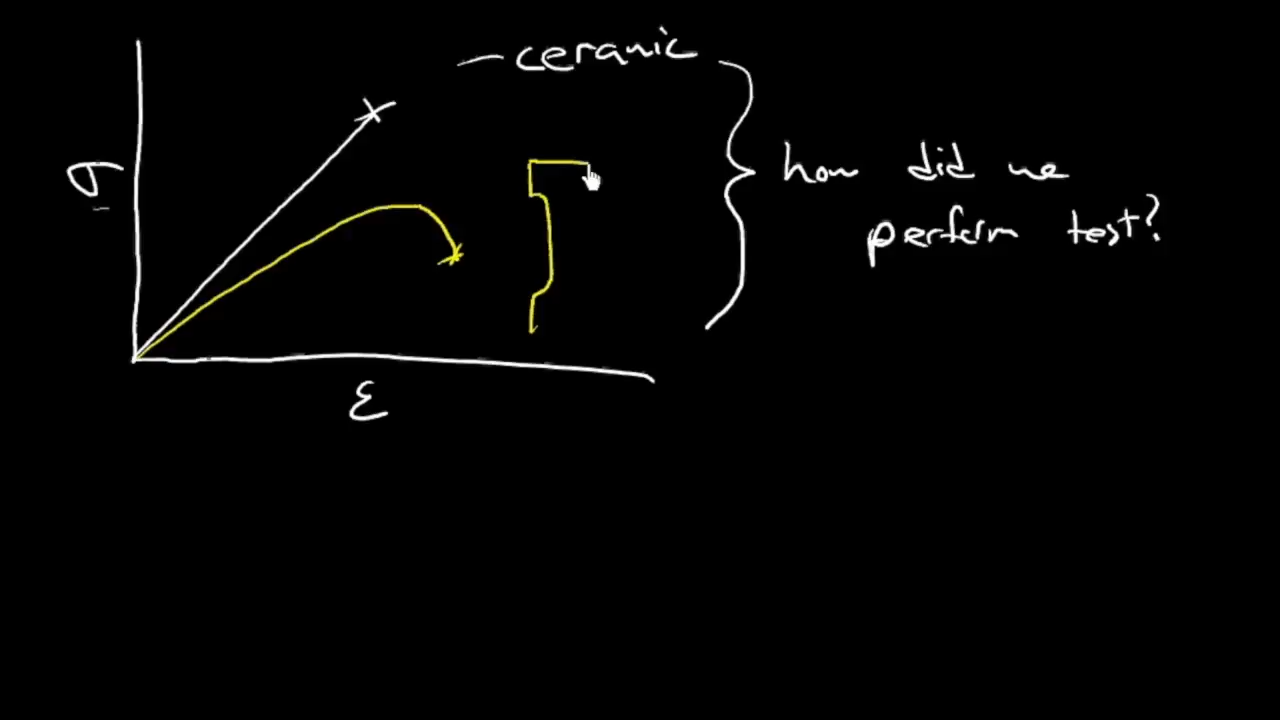 - ceramic
σ
how did we
perform test?
ε